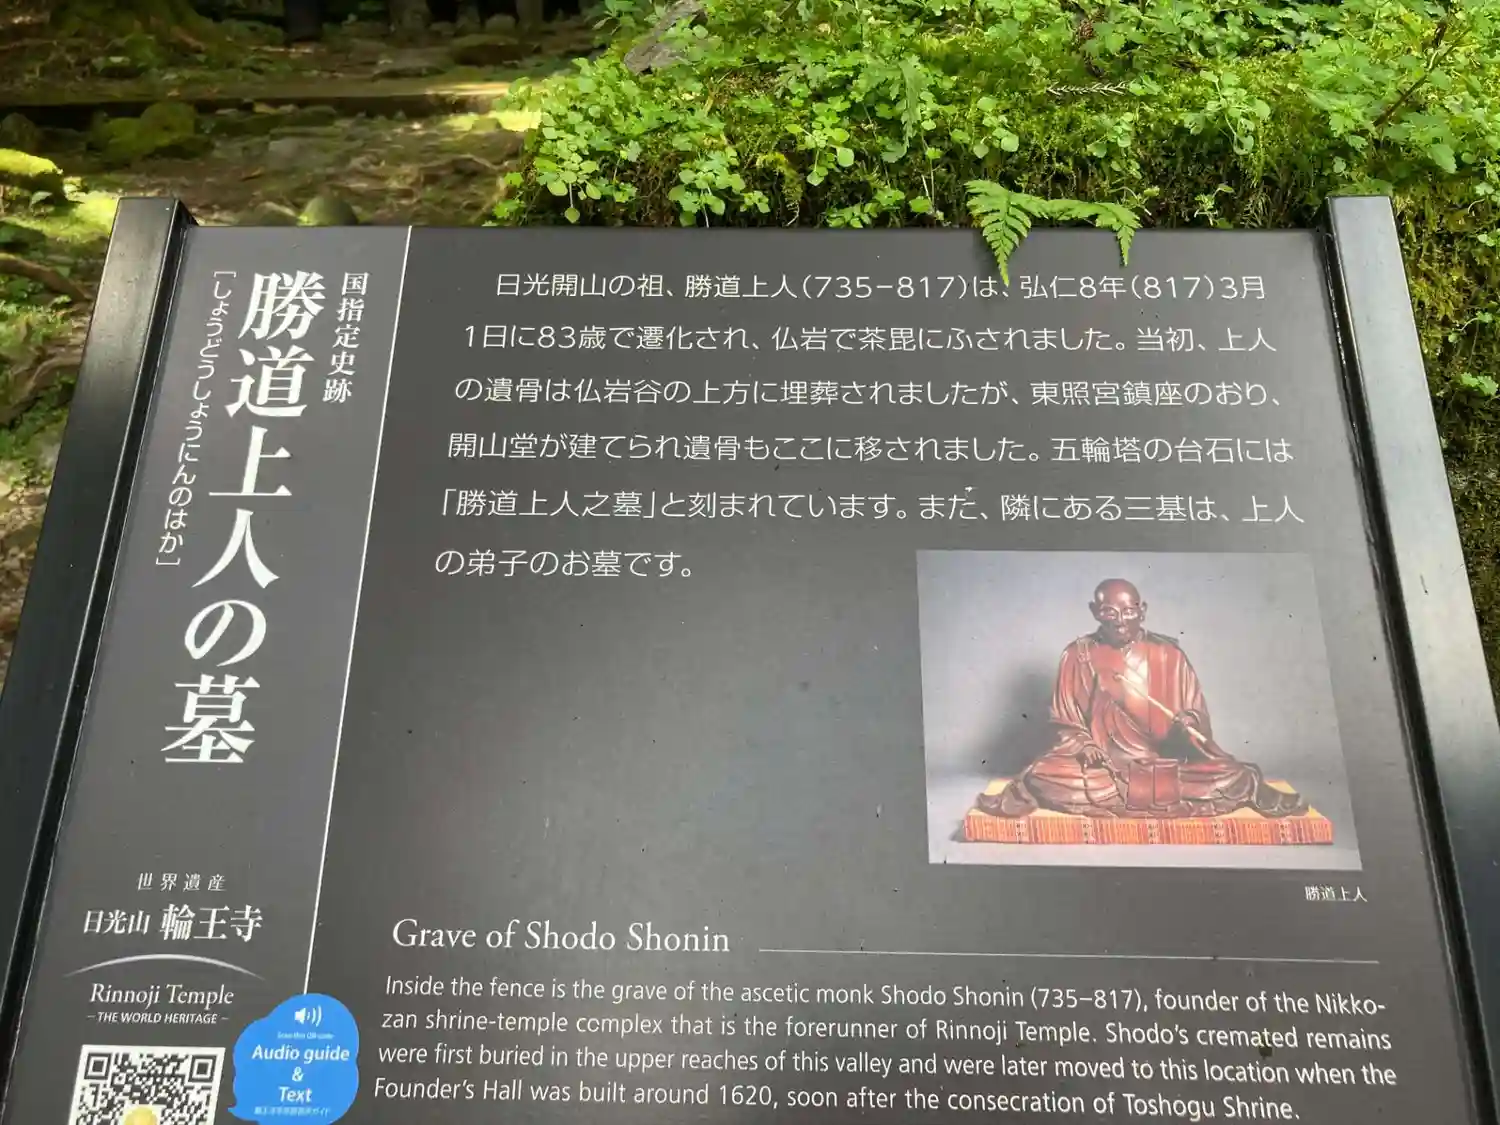 国指定史跡
勝道上人の墓
［しょうどうしょうにんのはか］
日光開山の祖、勝道上人(735−817)は、弘仁8年(817)3月
1日に83歳で遷化され、仏岩で荼毘にふされました。当初、上人
の遺骨は仏岩谷の上方に埋葬されましたが、東照宮鎮座のおり、
開山堂が建てられ遺骨もここに移されました。五輪塔の台石には
「勝道上人之墓」と刻まれています。また、隣にある三基は、上人
の弟子のお墓です。
勝道上人
Grave of Shodo Shonin
Inside the fence is the grave of the ascetic monk Shodo Shonin (735–817), founder of the Nikko-
zan shrine-temple complex that is the forerunner of Rinnoji Temple. Shodo's cremated remains
were first buried in the upper reaches of this valley and were later moved to this location when the
Founder's Hall was built around 1620, soon after the consecration of Toshogu Shrine.
世界遺産
日光山 輪王寺
Rinnoji Temple
– THE WORLD HERITAGE –
Audio guide
&
Text